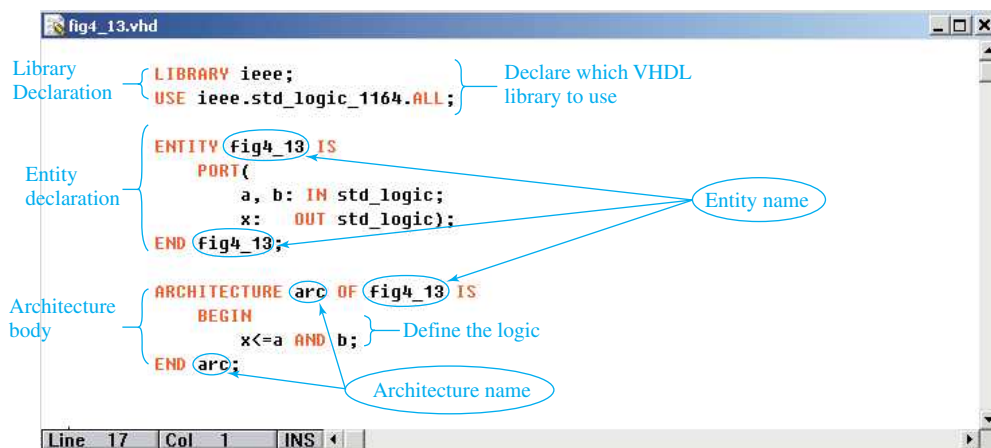 fig4_13.vhd
Library
Declaration
LIBRARY ieee;
USE ieee.std_logic_1164.ALL;
Declare which VHDL
library to use
Entity
declaration
ENTITY fig4_13 IS
PORT(
a, b: IN std_logic;
x: OUT std_logic);
END fig4_13;
Entity name
Architecture
body
ARCHITECTURE arc OF fig4_13 IS
BEGIN
x<=a AND b;
END arc;
Define the logic
Architecture name
Line 17 Col 1 INS